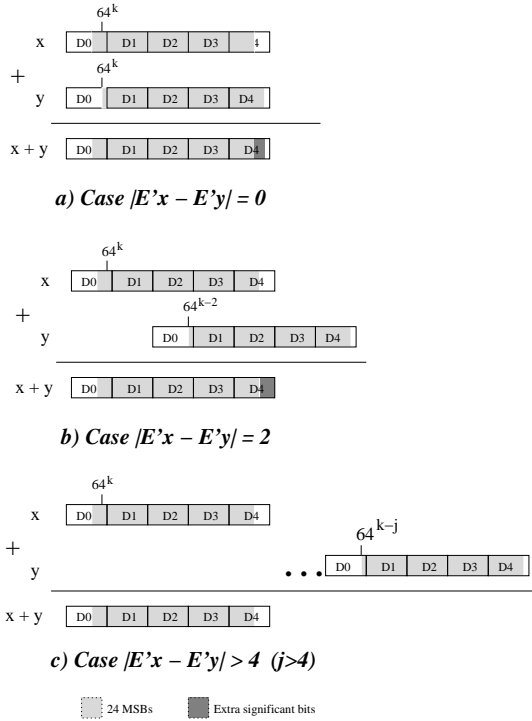 64^k
x D0 D1 D2 D3 4
+
64^k
y D0 D1 D2 D3 D4
x + y D0 D1 D2 D3 D4
a) Case |E'x – E'y| = 0
64^k
x D0 D1 D2 D3 D4
+
64^k–2
y D0 D1 D2 D3 D4
x + y D0 D1 D2 D3 D4
b) Case |E'x – E'y| = 2
64^k
x D0 D1 D2 D3 D4
+
64^k–j
y ... D0 D1 D2 D3 D4
x + y D0 D1 D2 D3 D4
c) Case |E'x – E'y| > 4 (j>4)
24 MSBs Extra significant bits